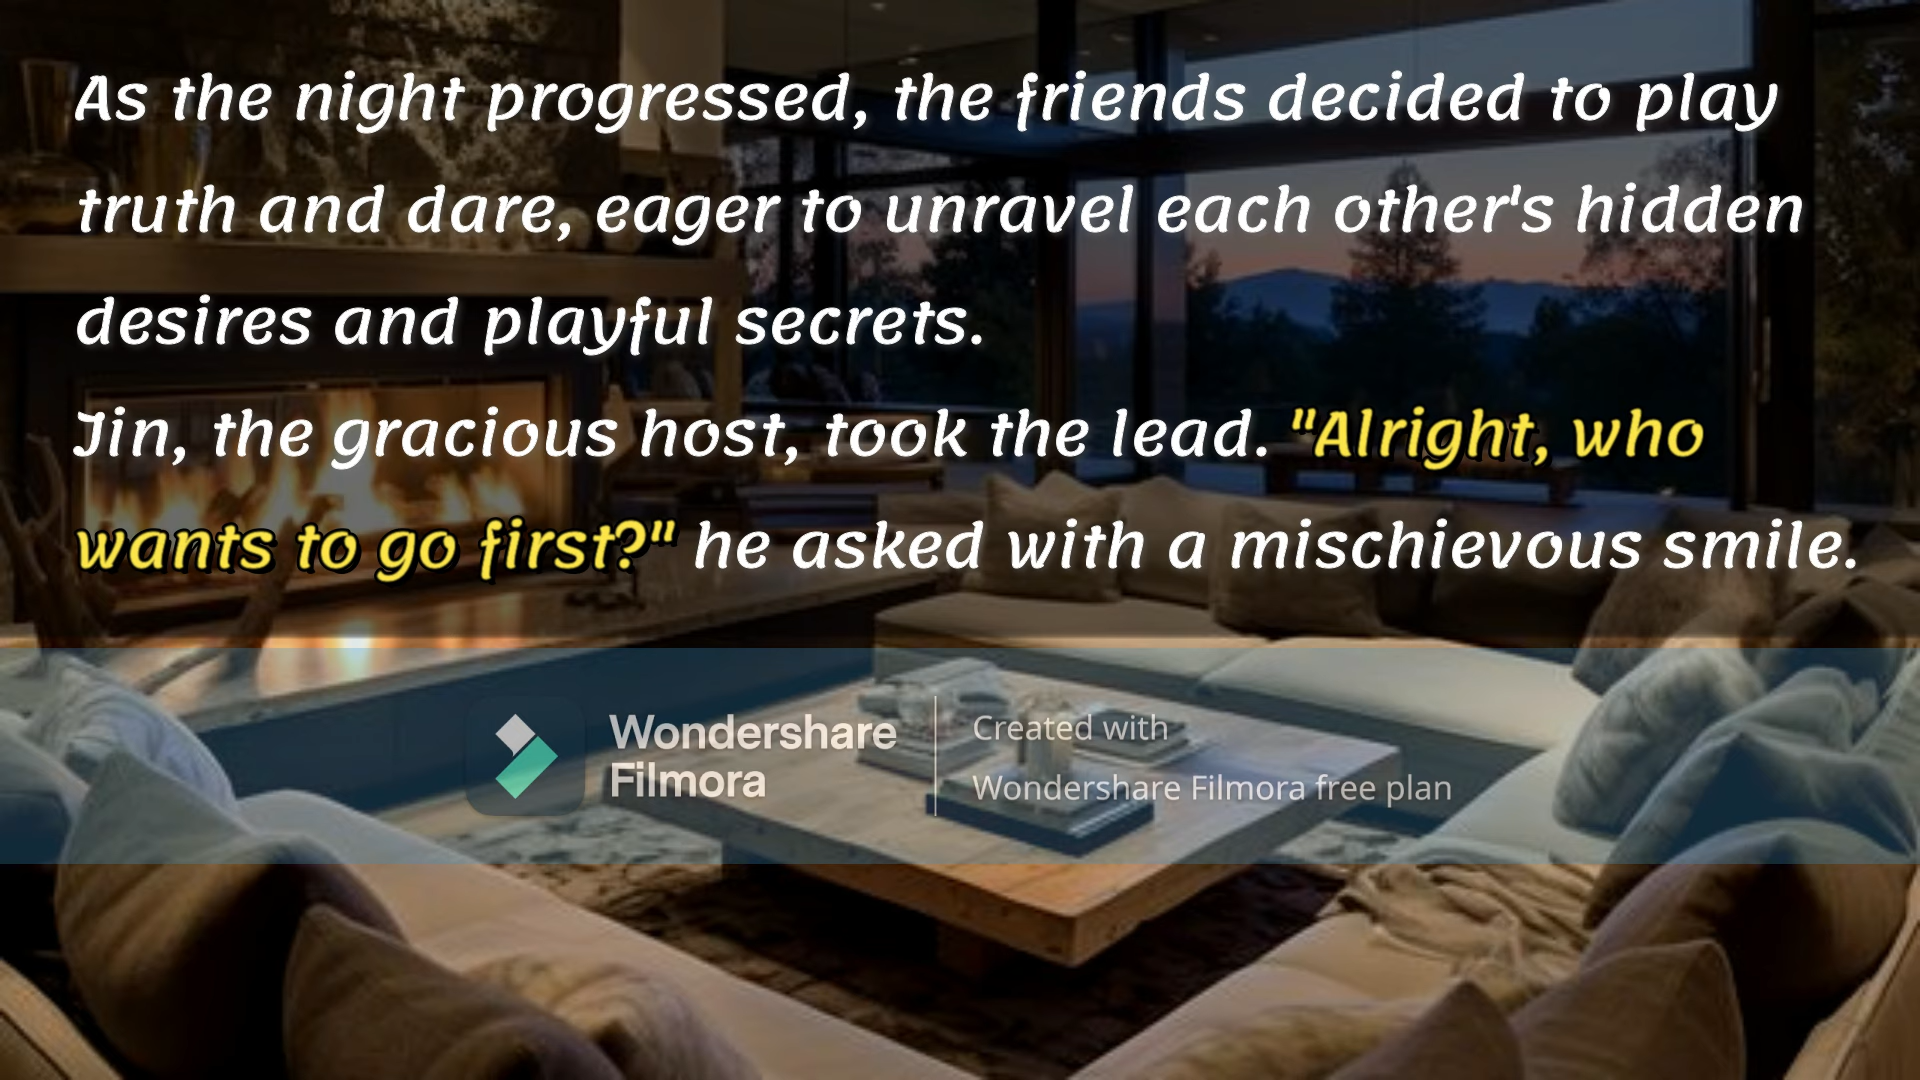 As the night progressed, the friends decided to play
truth and dare, eager to unravel each other's hidden
desires and playful secrets.
Jin, the gracious host, took the lead. "Alright, who
wants to go first?" he asked with a mischievous smile.
Wondershare
Filmora
Created with
Wondershare Filmora free plan